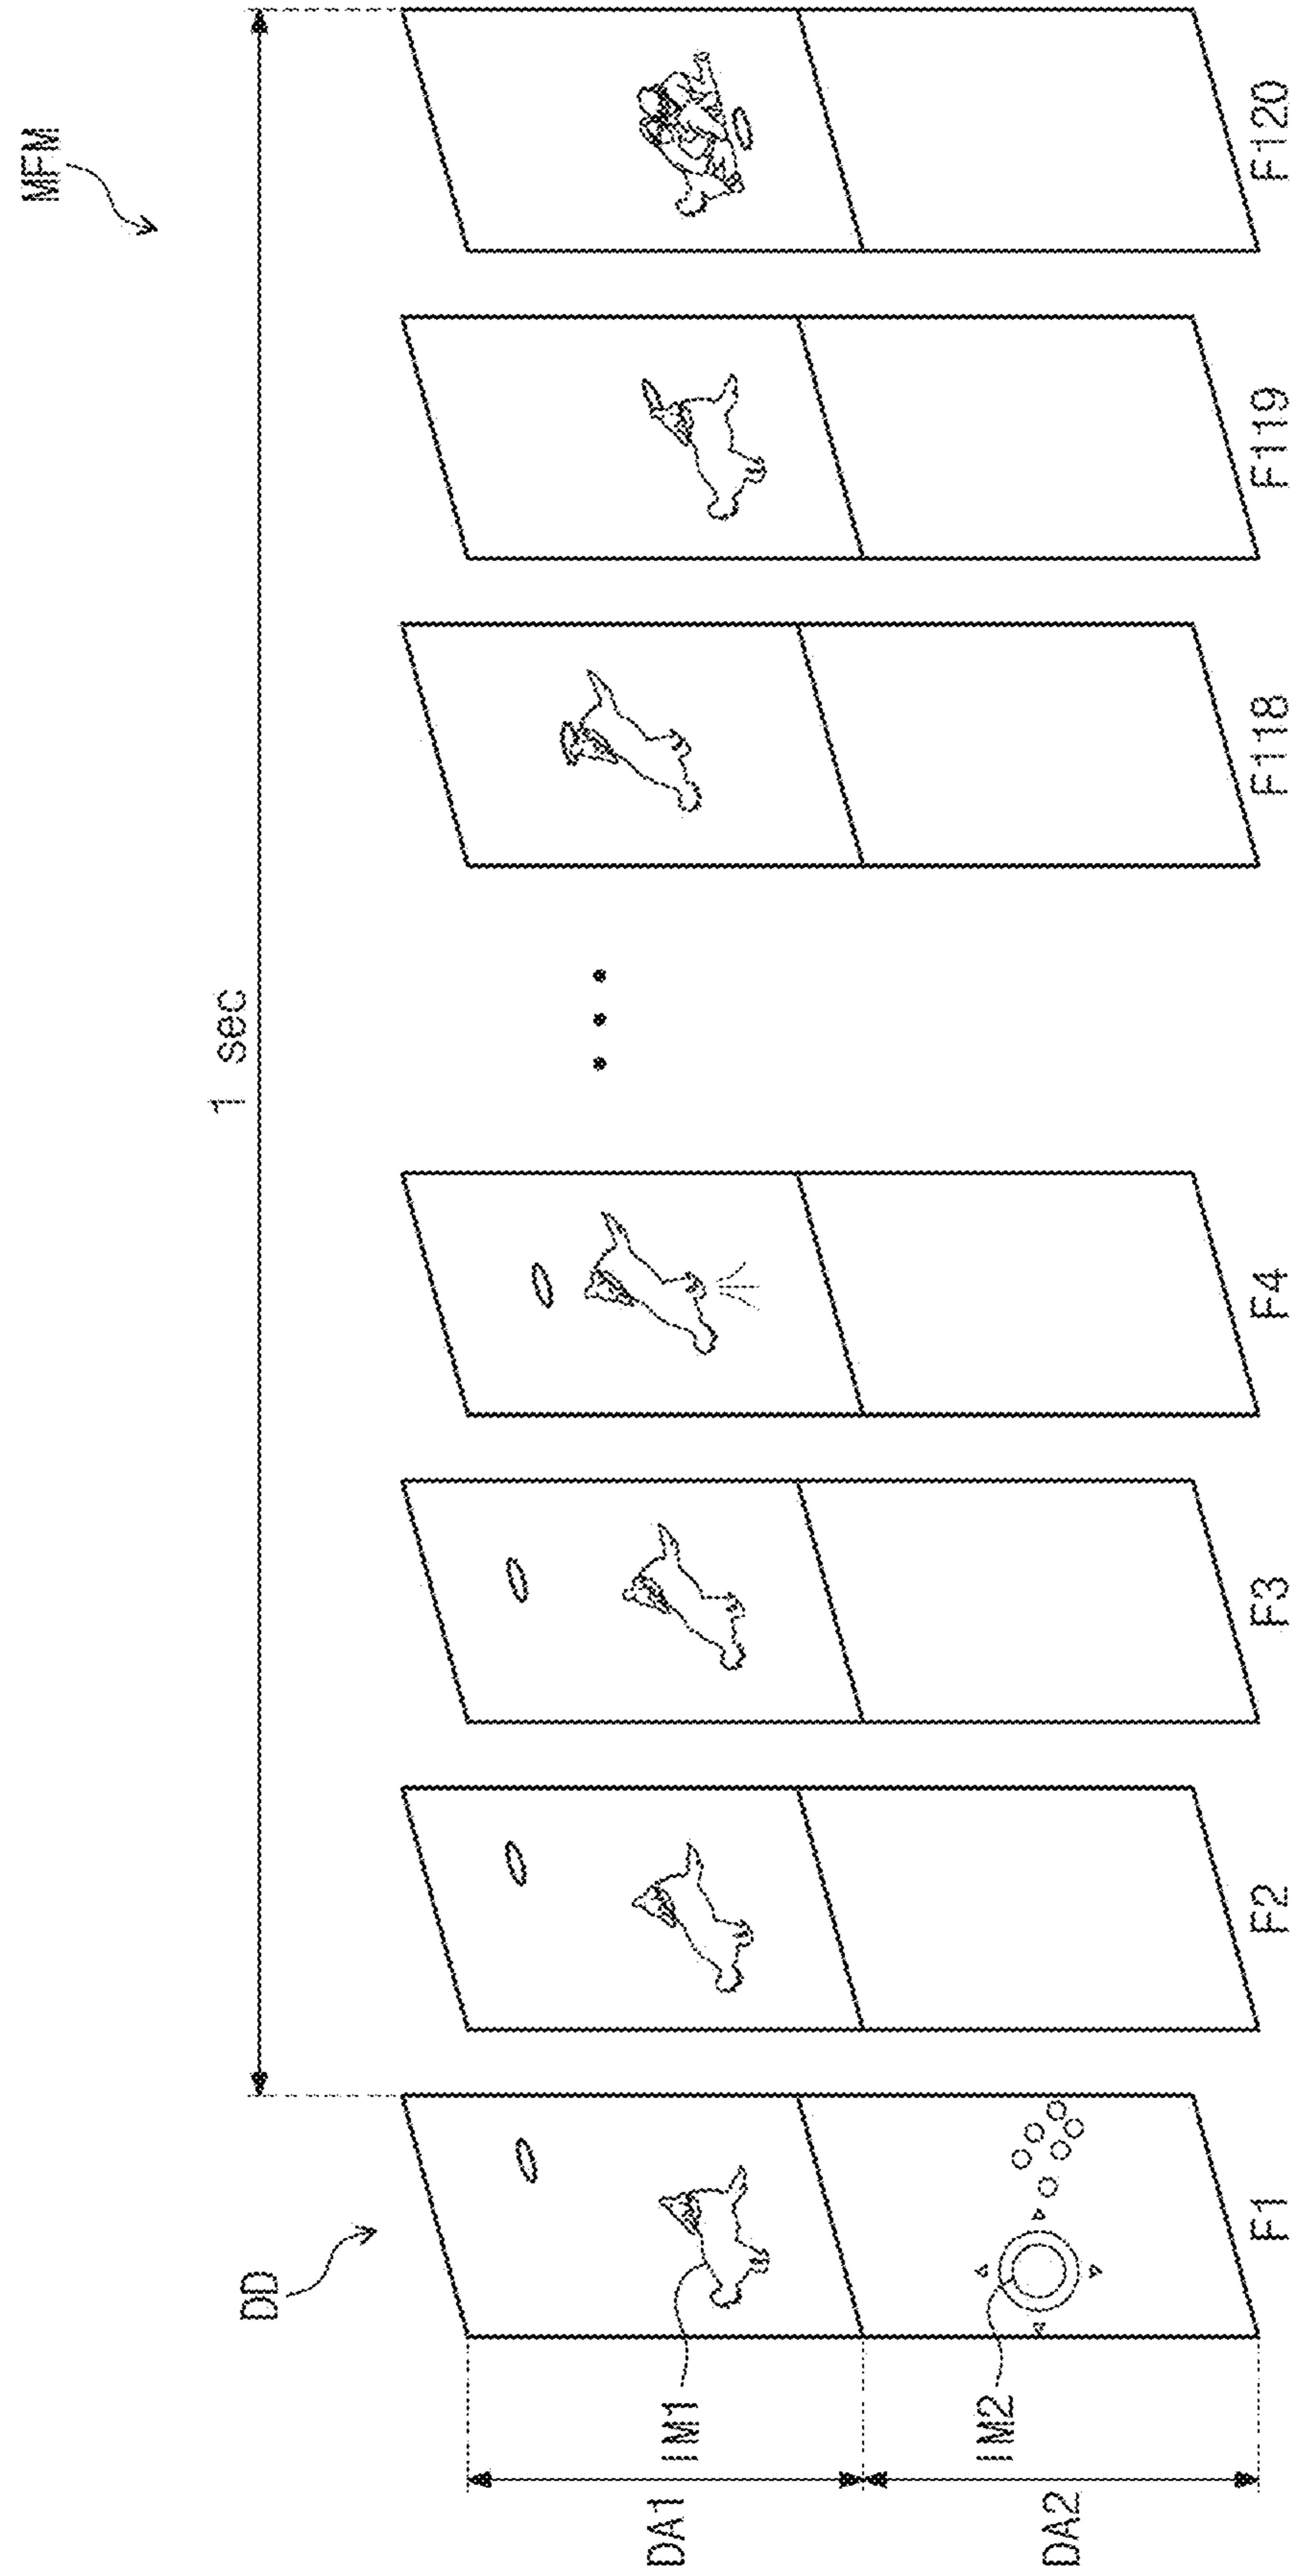 MFM
1 sec
DD
DA1
IM1
DA2
IM2
F1
F2
F3
F4
F118
F119
F120